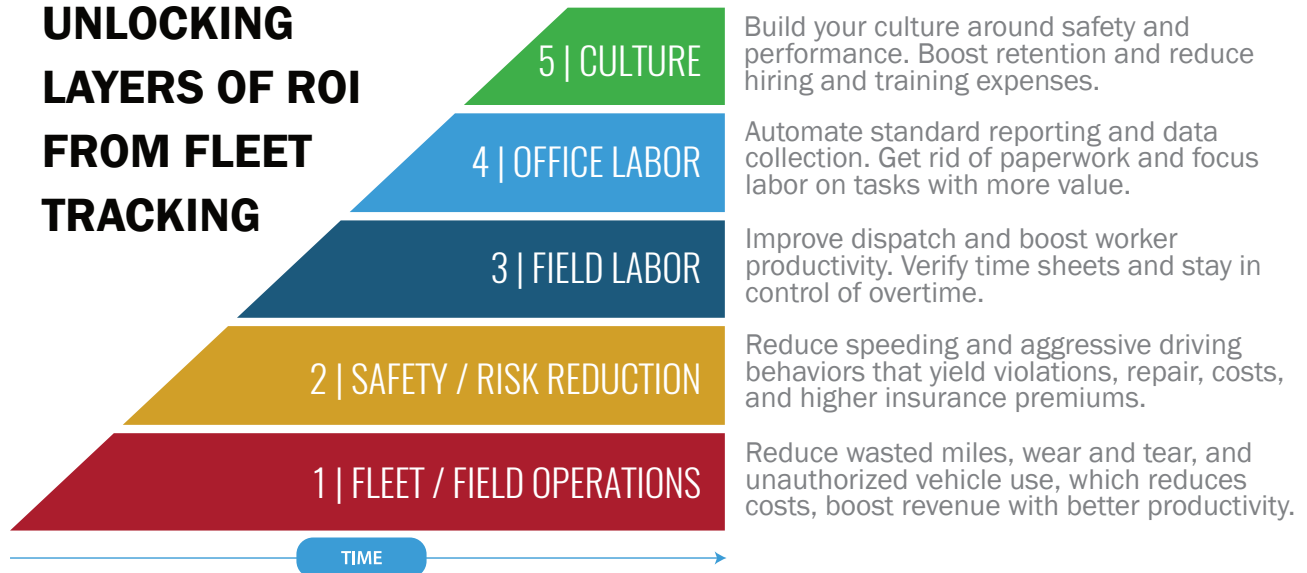 UNLOCKING
LAYERS OF ROI
FROM FLEET
TRACKING
5 | CULTURE
Build your culture around safety and
performance. Boost retention and reduce
hiring and training expenses.
4 | OFFICE LABOR
Automate standard reporting and data
collection. Get rid of paperwork and focus
labor on tasks with more value.
3 | FIELD LABOR
Improve dispatch and boost worker
productivity. Verify time sheets and stay in
control of overtime.
2 | SAFETY / RISK REDUCTION
Reduce speeding and aggressive driving
behaviors that yield violations, repair, costs,
and higher insurance premiums.
1 | FLEET / FIELD OPERATIONS
Reduce wasted miles, wear and tear, and
unauthorized vehicle use, which reduces
costs, boost revenue with better productivity.
TIME